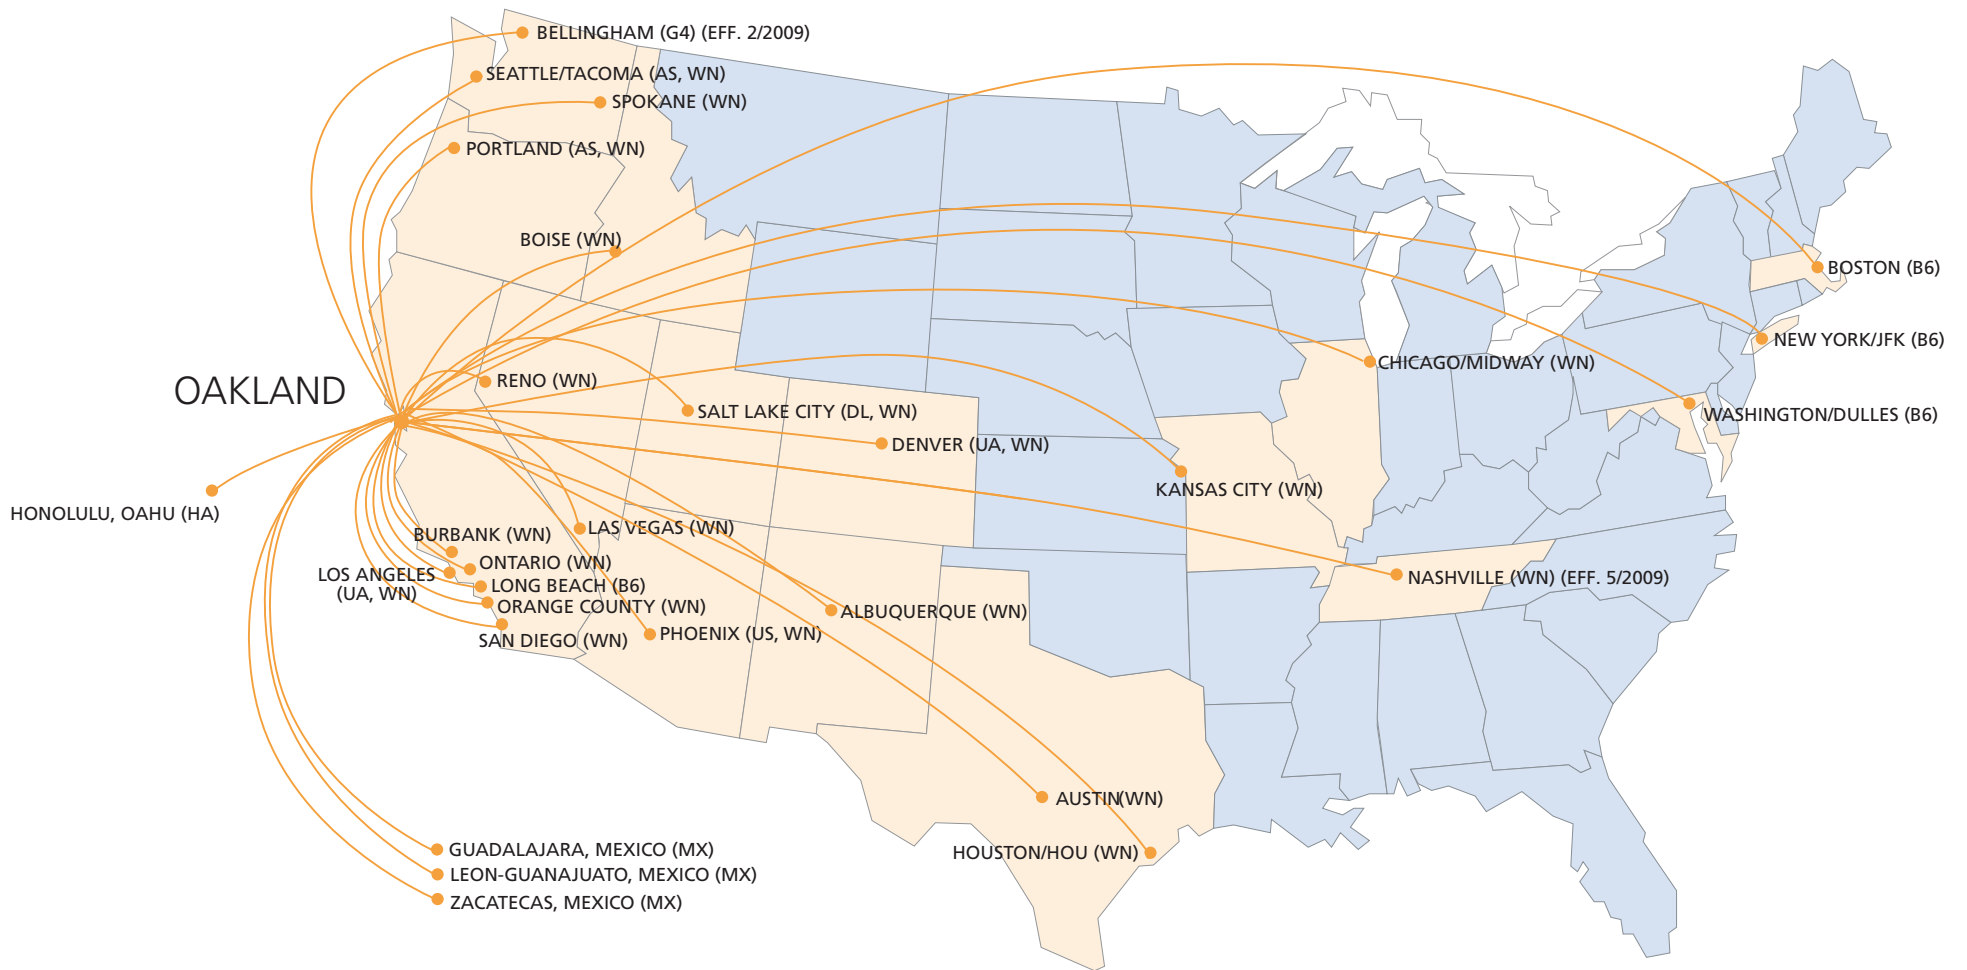 BELLINGHAM (G4) (EFF. 2/2009)
SEATTLE/TACOMA (AS, WN)
SPOKANE (WN)
PORTLAND (AS, WN)
BOISE (WN)
BOSTON (B6)
NEW YORK/JFK (B6)
CHICAGO/MIDWAY (WN)
OAKLAND
RENO (WN)
SALT LAKE CITY (DL, WN)
WASHINGTON/DULLES (B6)
DENVER (UA, WN)
KANSAS CITY (WN)
HONOLULU, OAHU (HA)
LAS VEGAS (WN)
BURBANK (WN)
ONTARIO (WN)
LOS ANGELES
(UA, WN)
LONG BEACH (B6)
NASHVILLE (WN) (EFF. 5/2009)
ORANGE COUNTY (WN)
ALBUQUERQUE (WN)
SAN DIEGO (WN)
PHOENIX (US, WN)
AUSTIN(WN)
HOUSTON/HOU (WN)
GUADALAJARA, MEXICO (MX)
LEON-GUANAJUATO, MEXICO (MX)
ZACATECAS, MEXICO (MX)